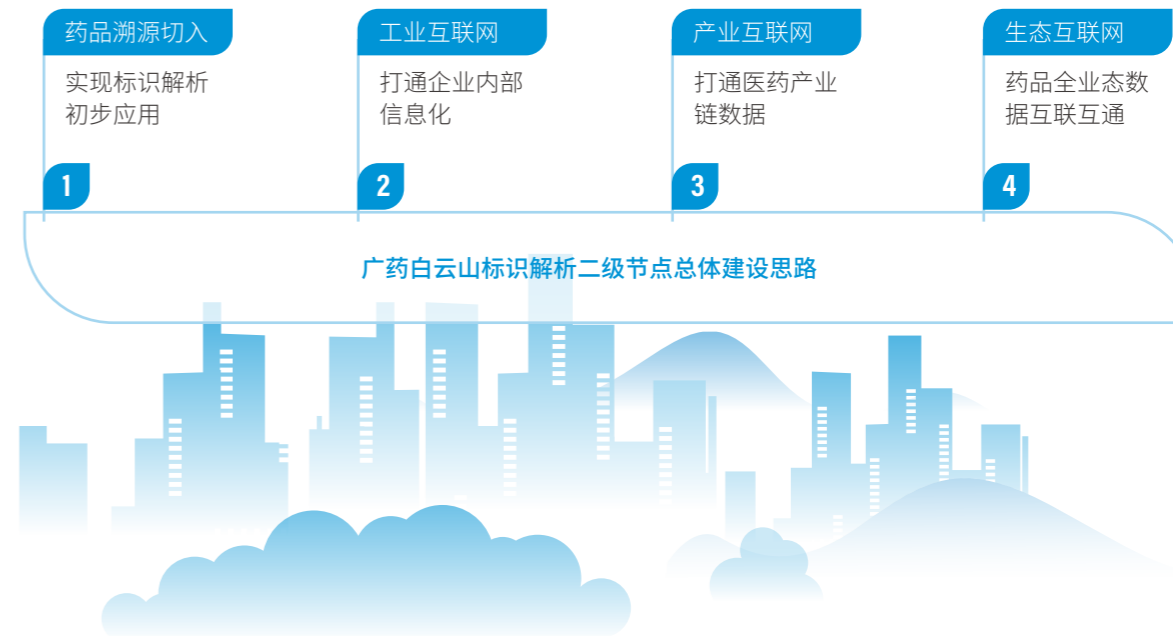 药品溯源切入
实现标识解析
初步应用
1
工业互联网
打通企业内部
信息化
2
产业互联网
打通医药产业
链数据
3
生态互联网
药品全业态数
据互联互通
4
广药白云山标识解析二级节点总体建设思路